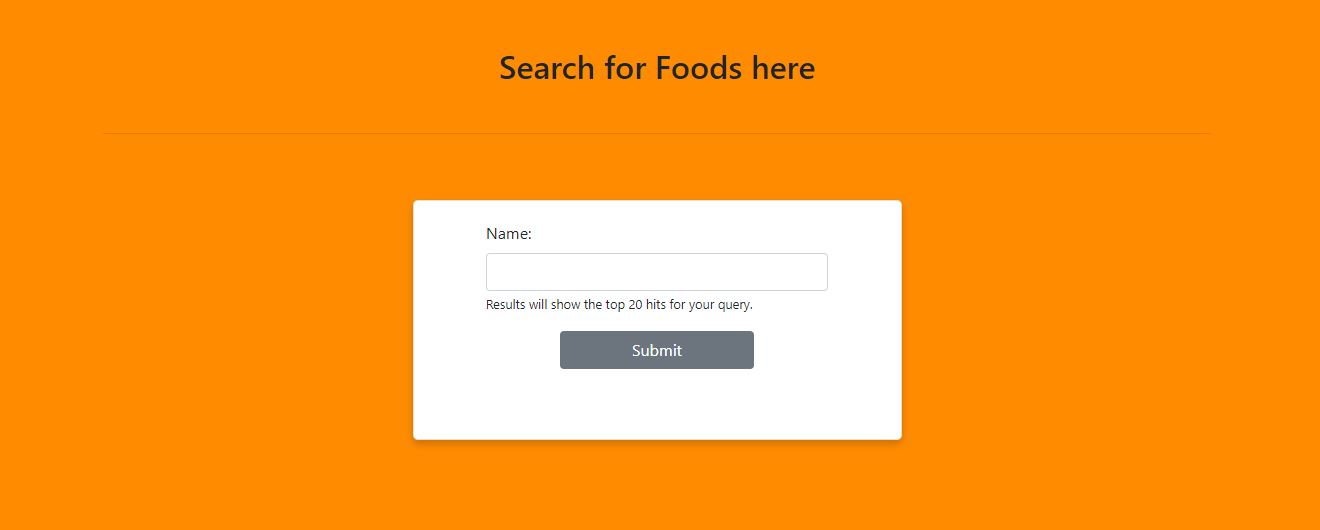 Search for Foods here
Name:
Results will show the top 20 hits for your query.
Submit